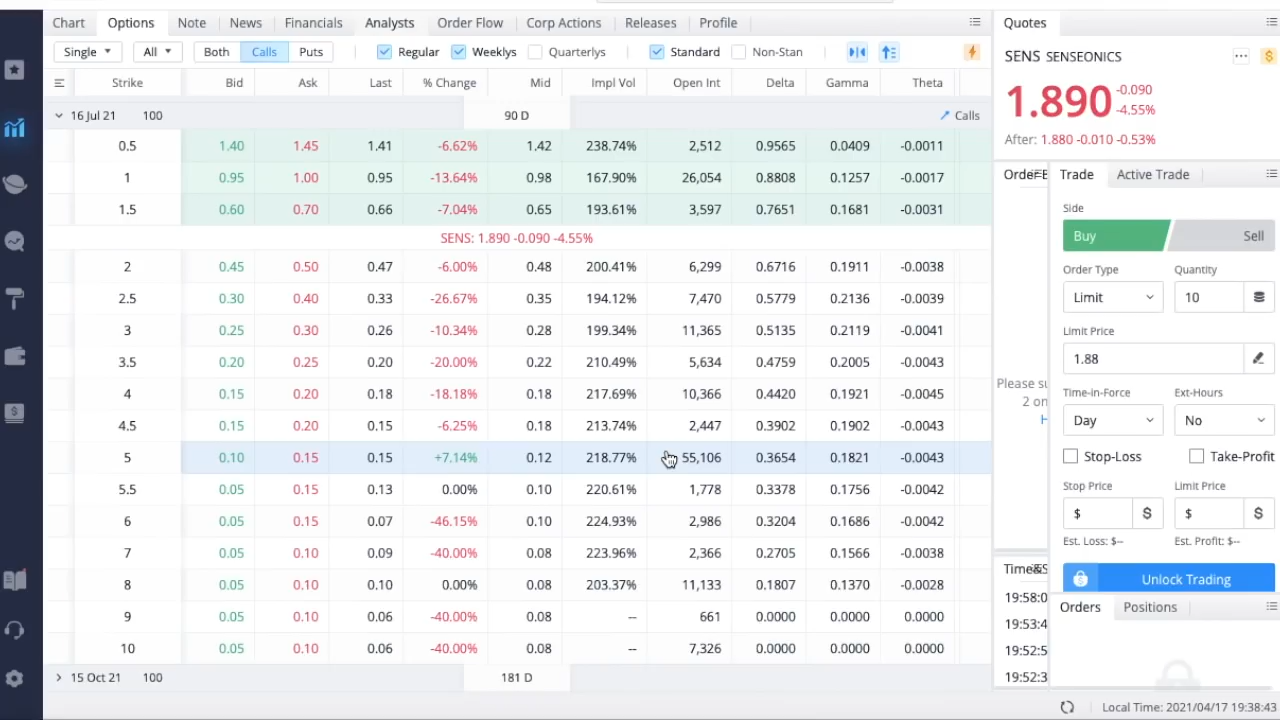 Chart Options Note News Financials Analysts Order Flow Corp Actions Releases Profile
Single All Both Calls Puts Regular Weeklys Quarterlys Standard Non-Stan
Strike Bid Ask Last % Change Mid Impl Vol Open Int Delta Gamma Theta
16 Jul 21 100 90 D Calls
0.5 1.40 1.45 1.41 -6.62% 1.42 238.74% 2,512 0.9565 0.0409 -0.0011
1 0.95 1.00 0.95 -13.64% 0.98 167.90% 26,054 0.8808 0.1257 -0.0017
1.5 0.60 0.70 0.66 -7.04% 0.65 193.61% 3,597 0.7651 0.1681 -0.0031
SENS: 1.890 -0.090 -4.55%
2 0.45 0.50 0.47 -6.00% 0.48 200.41% 6,299 0.6716 0.1911 -0.0038
2.5 0.30 0.40 0.33 -26.67% 0.35 194.12% 7,470 0.5779 0.2136 -0.0039
3 0.25 0.30 0.26 -10.34% 0.28 199.34% 11,365 0.5135 0.2119 -0.0041
3.5 0.20 0.25 0.20 -20.00% 0.22 210.49% 5,634 0.4759 0.2005 -0.0043
4 0.15 0.20 0.18 -18.18% 0.18 217.69% 10,366 0.4420 0.1921 -0.0045
4.5 0.15 0.20 0.15 -6.25% 0.18 213.74% 2,447 0.3902 0.1902 -0.0043
5 0.10 0.15 0.15 +7.14% 0.12 218.77% 55,106 0.3654 0.1821 -0.0043
5.5 0.05 0.15 0.13 0.00% 0.10 220.61% 1,778 0.3378 0.1756 -0.0042
6 0.05 0.15 0.07 -46.15% 0.10 224.93% 2,986 0.3204 0.1686 -0.0042
7 0.05 0.10 0.09 -40.00% 0.08 223.96% 2,366 0.2705 0.1566 -0.0038
8 0.05 0.10 0.10 0.00% 0.08 203.37% 11,133 0.1807 0.1370 -0.0028
9 0.05 0.10 0.06 -40.00% 0.08 -- 661 0.0000 0.0000 0.0000
10 0.05 0.10 0.06 -40.00% 0.08 -- 7,326 0.0000 0.0000 0.0000
15 Oct 21 100 181 D
Quotes
SENS SENSEONICS
1.890 -0.090
-4.55%
After: 1.880 -0.010 -0.53%
Trade Active Trade
Side
Buy Sell
Order Type Quantity
Limit 10
Limit Price
1.88
Please
2 on
Time-in-Force Ext-Hours
Day No
Stop-Loss Take-Profit
Stop Price Limit Price
$ $ $ $
Est. Loss: $-- Est. Profit: $--
Unlock Trading
Orders Positions
19:58:0
19:53:4
19:52:5
19:52:3
Local Time: 2021/04/17 19:38:43